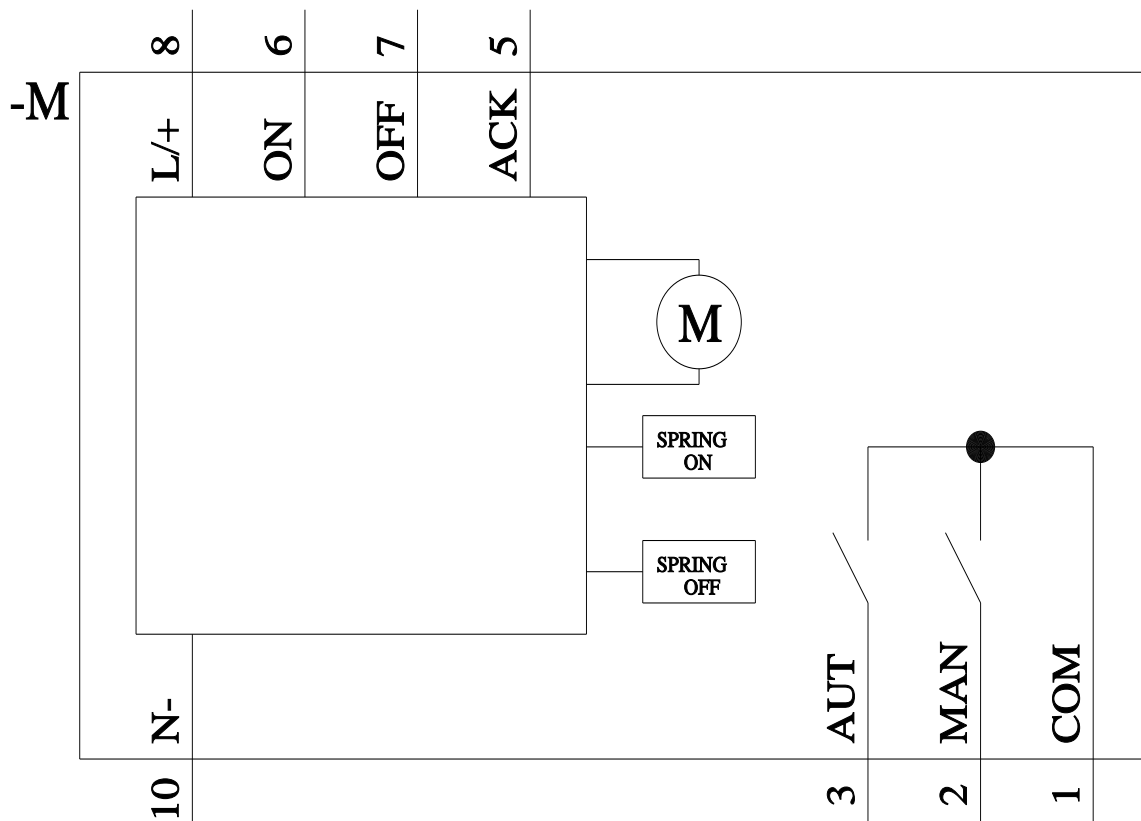 8
6
7
5
-M
L/+
ON
OFF
ACK
M
SPRING
ON
SPRING
OFF
N-
AUT
MAN
COM
10
3
2
1